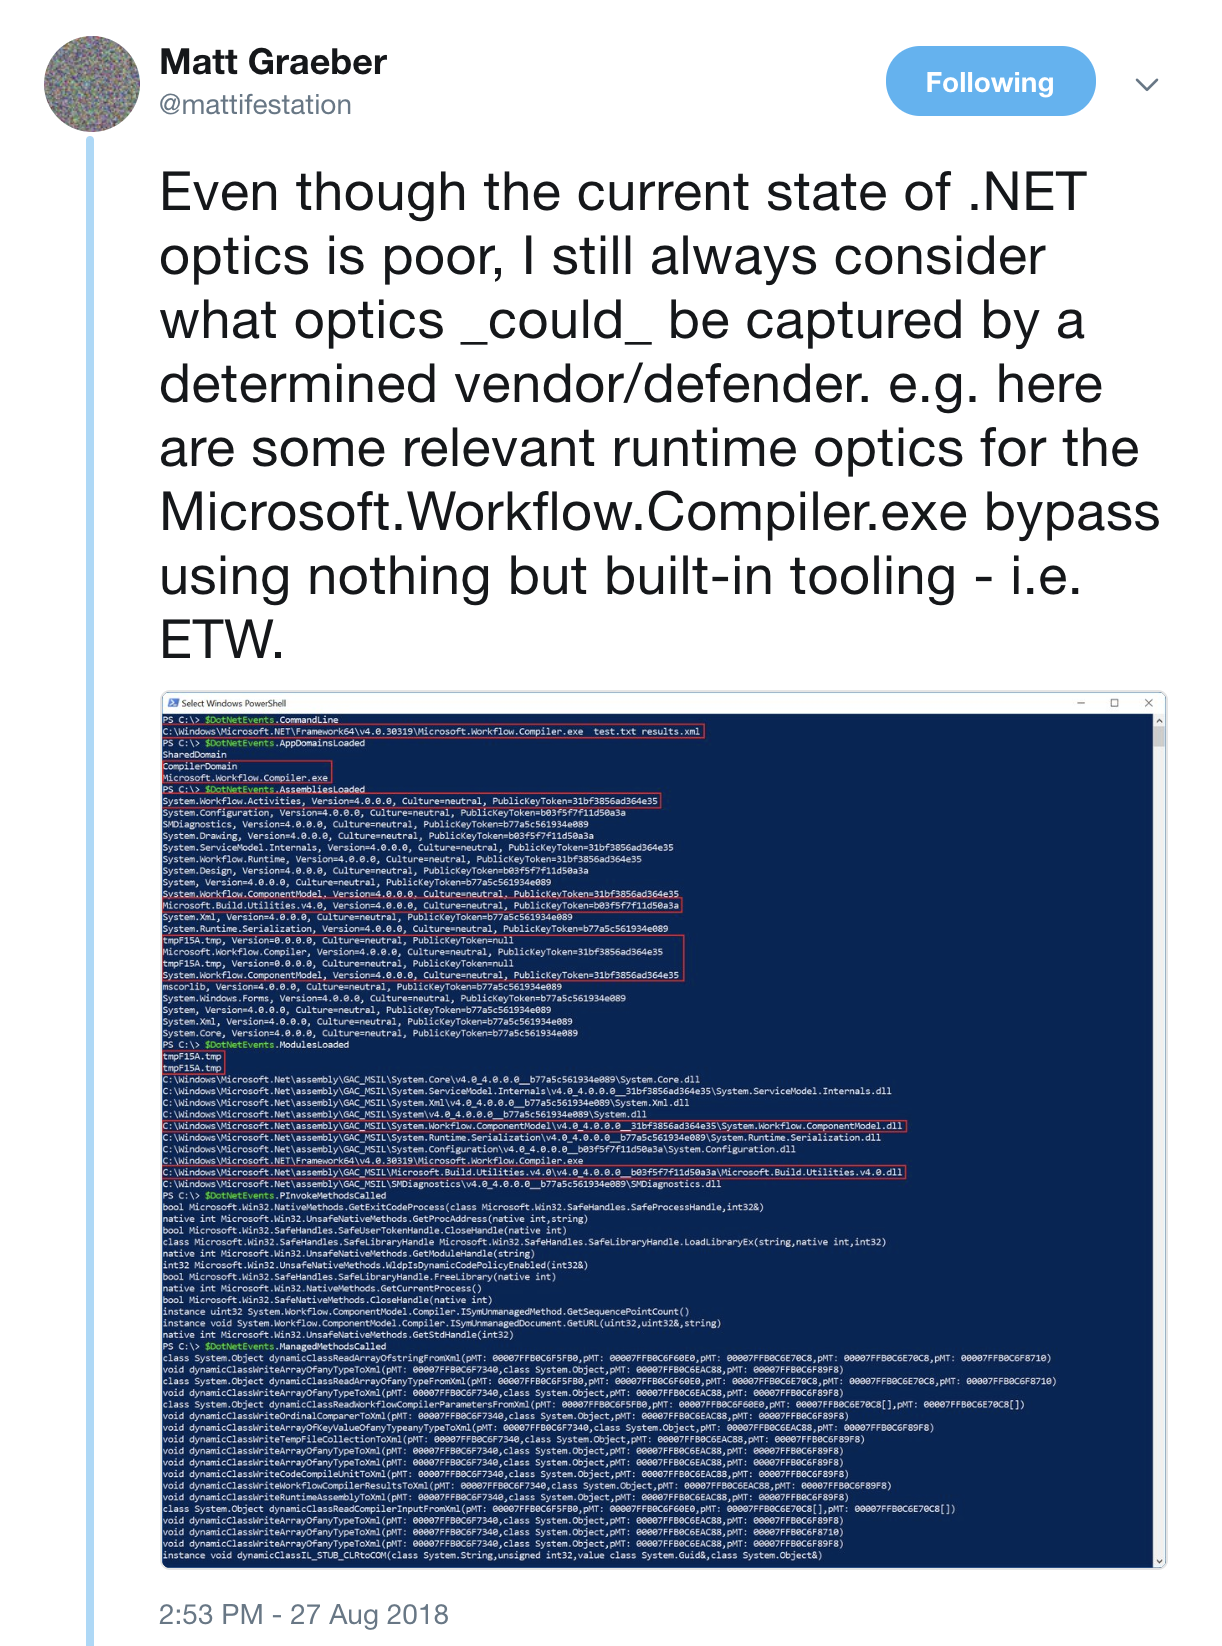 Matt Graeber
@mattifestation
Following
Even though the current state of .NET
optics is poor, I still always consider
what optics _could_ be captured by a
determined vendor/defender. e.g. here
are some relevant runtime optics for the
Microsoft.Workflow.Compiler.exe bypass
using nothing but built-in tooling - i.e.
ETW.
Select Windows PowerShell
PS C:\> $DotNetEvents.CommandLine
C:\Windows\Microsoft.NET\Framework64\v4.0.30319\Microsoft.Workflow.Compiler.exe  test.txt results.xml
PS C:\> $DotNetEvents.AppDomainsLoaded
SharedDomain
CompilerDomain
Microsoft.Workflow.Compiler.exe
PS C:\> $DotNetEvents.AssembliesLoaded
System.Workflow.Activities, Version=4.0.0.0, Culture=neutral, PublicKeyToken=31bf3856ad364e35
System.Configuration, Version=4.0.0.0, Culture=neutral, PublicKeyToken=b03f5f7f11d50a3a
SMDiagnostics, Version=4.0.0.0, Culture=neutral, PublicKeyToken=b77a5c561934e089
System.Drawing, Version=4.0.0.0, Culture=neutral, PublicKeyToken=b03f5f7f11d50a3a
System.ServiceModel.Internals, Version=4.0.0.0, Culture=neutral, PublicKeyToken=31bf3856ad364e35
System.Workflow.Runtime, Version=4.0.0.0, Culture=neutral, PublicKeyToken=31bf3856ad364e35
System.Design, Version=4.0.0.0, Culture=neutral, PublicKeyToken=b03f5f7f11d50a3a
System, Version=4.0.0.0, Culture=neutral, PublicKeyToken=b77a5c561934e089
System.Workflow.ComponentModel, Version=4.0.0.0, Culture=neutral, PublicKeyToken=31bf3856ad364e35
Microsoft.Build.Utilities.v4.0, Version=4.0.0.0, Culture=neutral, PublicKeyToken=b03f5f7f11d50a3a
System.Xml, Version=4.0.0.0, Culture=neutral, PublicKeyToken=b77a5c561934e089
System.Runtime.Serialization, Version=4.0.0.0, Culture=neutral, PublicKeyToken=b77a5c561934e089
tmpF15A.tmp, Version=0.0.0.0, Culture=neutral, PublicKeyToken=null
Microsoft.Workflow.Compiler, Version=4.0.0.0, Culture=neutral, PublicKeyToken=31bf3856ad364e35
tmpF15A.tmp, Version=0.0.0.0, Culture=neutral, PublicKeyToken=null
System.Workflow.ComponentModel, Version=4.0.0.0, Culture=neutral, PublicKeyToken=31bf3856ad364e35
mscorlib, Version=4.0.0.0, Culture=neutral, PublicKeyToken=b77a5c561934e089
System.Windows.Forms, Version=4.0.0.0, Culture=neutral, PublicKeyToken=b77a5c561934e089
System, Version=4.0.0.0, Culture=neutral, PublicKeyToken=b77a5c561934e089
System.Xml, Version=4.0.0.0, Culture=neutral, PublicKeyToken=b77a5c561934e089
System.Core, Version=4.0.0.0, Culture=neutral, PublicKeyToken=b77a5c561934e089
PS C:\> $DotNetEvents.ModulesLoaded
tmpF15A.tmp
tmpF15A.tmp
C:\Windows\Microsoft.Net\assembly\GAC_MSIL\System.Core\v4.0_4.0.0.0__b77a5c561934e089\System.Core.dll
C:\Windows\Microsoft.Net\assembly\GAC_MSIL\System.ServiceModel.Internals\v4.0_4.0.0.0__31bf3856ad364e35\System.ServiceModel.Internals.dll
C:\Windows\Microsoft.Net\assembly\GAC_MSIL\System.Xml\v4.0_4.0.0.0__b77a5c561934e089\System.Xml.dll
C:\Windows\Microsoft.Net\assembly\GAC_MSIL\System\v4.0_4.0.0.0__b77a5c561934e089\System.dll
C:\Windows\Microsoft.Net\assembly\GAC_MSIL\System.Workflow.ComponentModel\v4.0_4.0.0.0__31bf3856ad364e35\System.Workflow.ComponentModel.dll
C:\Windows\Microsoft.Net\assembly\GAC_MSIL\System.Runtime.Serialization\v4.0_4.0.0.0__b77a5c561934e089\System.Runtime.Serialization.dll
C:\Windows\Microsoft.Net\assembly\GAC_MSIL\System.Configuration\v4.0_4.0.0.0__b03f5f7f11d50a3a\System.Configuration.dll
C:\Windows\Microsoft.NET\Framework64\v4.0.30319\Microsoft.Workflow.Compiler.exe
C:\Windows\Microsoft.Net\assembly\GAC_MSIL\Microsoft.Build.Utilities.v4.0\v4.0_4.0.0.0__b03f5f7f11d50a3a\Microsoft.Build.Utilities.v4.0.dll
C:\Windows\Microsoft.Net\assembly\GAC_MSIL\SMDiagnostics\v4.0_4.0.0.0__b77a5c561934e089\SMDiagnostics.dll
PS C:\> $DotNetEvents.PInvokeMethodsCalled
bool Microsoft.Win32.NativeMethods.GetExitCodeProcess(class Microsoft.Win32.SafeHandles.SafeProcessHandle,int32&)
native int Microsoft.Win32.UnsafeNativeMethods.GetProcAddress(native int,string)
bool Microsoft.Win32.SafeHandles.SafeUserTokenHandle.CloseHandle(native int)
class Microsoft.Win32.SafeHandles.SafeLibraryHandle Microsoft.Win32.SafeHandles.SafeLibraryHandle.LoadLibraryEx(string,native int,int32)
native int Microsoft.Win32.UnsafeNativeMethods.GetModuleHandle(string)
int32 Microsoft.Win32.UnsafeNativeMethods.WldpIsDynamicCodePolicyEnabled(int32&)
bool Microsoft.Win32.SafeHandles.SafeLibraryHandle.FreeLibrary(native int)
native int Microsoft.Win32.NativeMethods.GetCurrentProcess()
bool Microsoft.Win32.SafeNativeMethods.CloseHandle(native int)
instance uint32 System.Workflow.ComponentModel.Compiler.ISymUnmanagedMethod.GetSequencePointCount()
instance void System.Workflow.ComponentModel.Compiler.ISymUnmanagedDocument.GetURL(uint32,uint32&,string)
native int Microsoft.Win32.UnsafeNativeMethods.GetStdHandle(int32)
PS C:\> $DotNetEvents.ManagedMethodsCalled
class System.Object dynamicClassReadArrayOfstringFromXml(pMT: 00007FFB0C6F5FB0,pMT: 00007FFB0C6F60E0,pMT: 00007FFB0C6E70C8,pMT: 00007FFB0C6E70C8,pMT: 00007FFB0C6F8710)
void dynamicClassWriteArrayOfanyTypeToXml(pMT: 00007FFB0C6F7340,class System.Object,pMT: 00007FFB0C6EAC88,pMT: 00007FFB0C6F89F8)
class System.Object dynamicClassReadArrayOfanyTypeFromXml(pMT: 00007FFB0C6F5FB0,pMT: 00007FFB0C6F60E0,pMT: 00007FFB0C6E70C8,pMT: 00007FFB0C6E70C8,pMT: 00007FFB0C6F8710)
void dynamicClassWriteArrayOfanyTypeToXml(pMT: 00007FFB0C6F7340,class System.Object,pMT: 00007FFB0C6EAC88,pMT: 00007FFB0C6F89F8)
class System.Object dynamicClassReadWorkflowCompilerParametersFromXml(pMT: 00007FFB0C6F5FB0,pMT: 00007FFB0C6F60E0,pMT: 00007FFB0C6E70C8[],pMT: 00007FFB0C6E70C8[])
void dynamicClassWriteOrdinalComparerToXml(pMT: 00007FFB0C6F7340,class System.Object,pMT: 00007FFB0C6EAC88,pMT: 00007FFB0C6F89F8)
void dynamicClassWriteArrayOfKeyValueOfanyTypeanyTypeToXml(pMT: 00007FFB0C6F7340,class System.Object,pMT: 00007FFB0C6EAC88,pMT: 00007FFB0C6F89F8)
void dynamicClassWriteTempFileCollectionToXml(pMT: 00007FFB0C6F7340,class System.Object,pMT: 00007FFB0C6EAC88,pMT: 00007FFB0C6F89F8)
void dynamicClassWriteArrayOfanyTypeToXml(pMT: 00007FFB0C6F7340,class System.Object,pMT: 00007FFB0C6EAC88,pMT: 00007FFB0C6F89F8)
void dynamicClassWriteArrayOfanyTypeToXml(pMT: 00007FFB0C6F7340,class System.Object,pMT: 00007FFB0C6EAC88,pMT: 00007FFB0C6F89F8)
void dynamicClassWriteCodeCompileUnitToXml(pMT: 00007FFB0C6F7340,class System.Object,pMT: 00007FFB0C6EAC88,pMT: 00007FFB0C6F89F8)
void dynamicClassWriteWorkflowCompilerResultsToXml(pMT: 00007FFB0C6F7340,class System.Object,pMT: 00007FFB0C6EAC88,pMT: 00007FFB0C6F89F8)
void dynamicClassWriteRuntimeAssemblyToXml(pMT: 00007FFB0C6F7340,class System.Object,pMT: 00007FFB0C6EAC88,pMT: 00007FFB0C6F89F8)
class System.Object dynamicClassReadCompilerInputFromXml(pMT: 00007FFB0C6F5FB0,pMT: 00007FFB0C6F60E0,pMT: 00007FFB0C6E70C8[],pMT: 00007FFB0C6E70C8[])
void dynamicClassWriteArrayOfanyTypeToXml(pMT: 00007FFB0C6F7340,class System.Object,pMT: 00007FFB0C6EAC88,pMT: 00007FFB0C6F89F8)
void dynamicClassWriteArrayOfanyTypeToXml(pMT: 00007FFB0C6F7340,class System.Object,pMT: 00007FFB0C6EAC88,pMT: 00007FFB0C6F8710)
void dynamicClassWriteArrayOfanyTypeToXml(pMT: 00007FFB0C6F7340,class System.Object,pMT: 00007FFB0C6EAC88,pMT: 00007FFB0C6F89F8)
instance void dynamicClassIL_STUB_CLRtoCOM(class System.String,unsigned int32,value class System.Guid&,class System.Object&)
2:53 PM - 27 Aug 2018